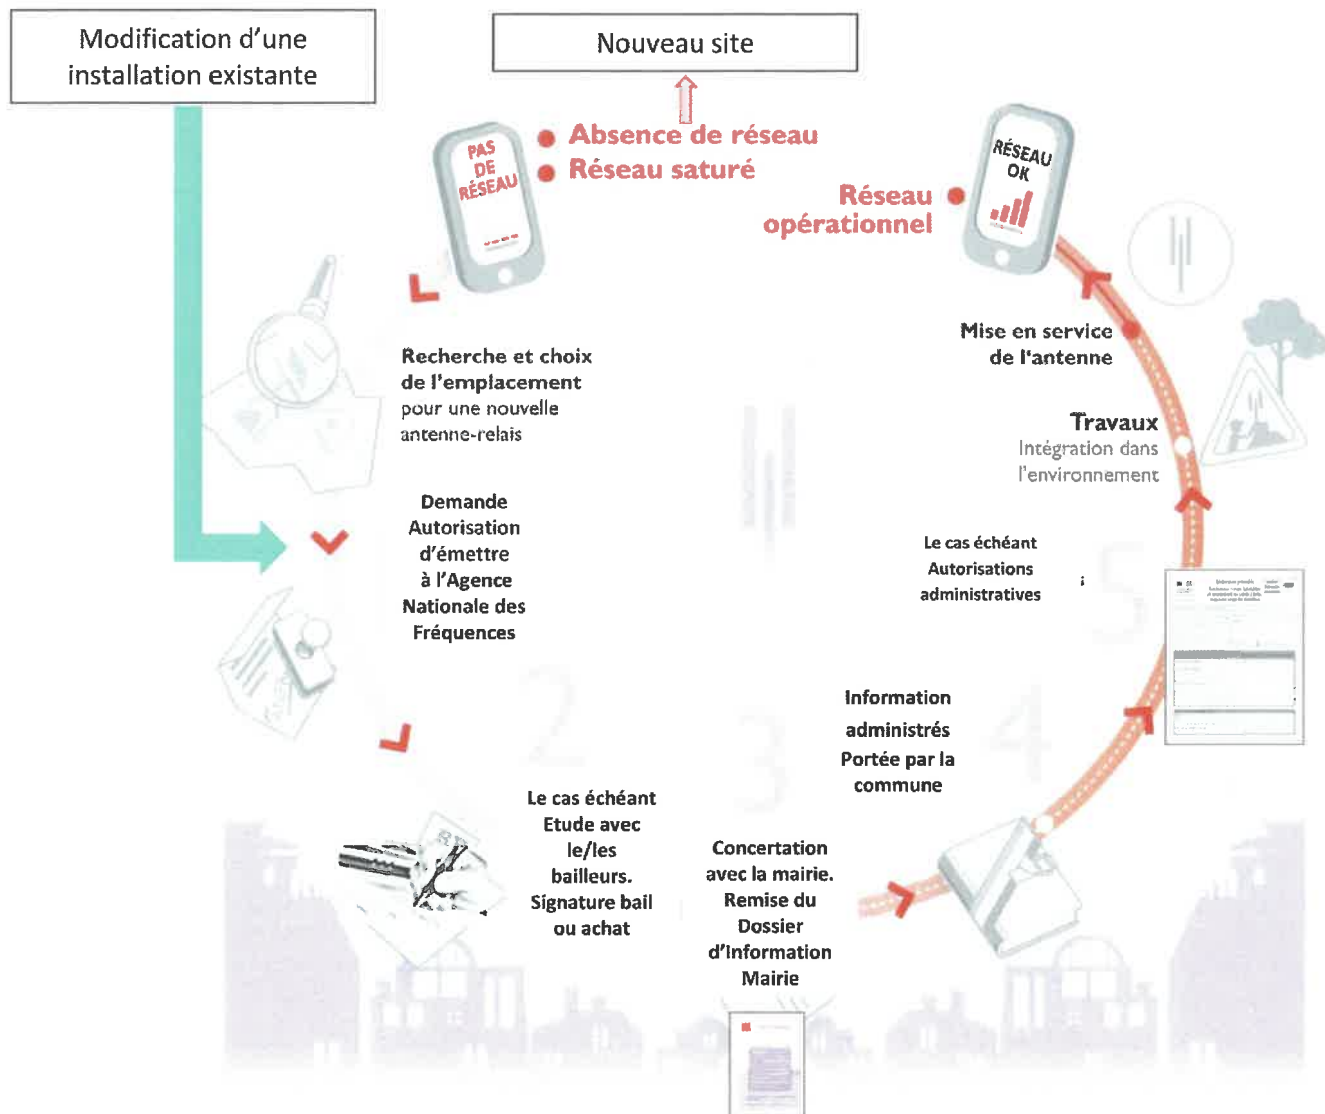 Modification d'une
installation existante
Nouveau site
Absence de réseau
Réseau saturé
PAS
DE
RÉSEAU
RÉSEAU
OK
Réseau
opérationnel
Mise en service
de l'antenne
Recherche et choix
de l'emplacement
pour une nouvelle
antenne-relais
Travaux
Intégration dans
l'environnement
Demande
Autorisation
d'émettre
à l'Agence
Nationale des
Fréquences
Le cas échéant
Autorisations
administratives
5
Information
administrés
Portée par la
commune
4
2
3
Le cas échéant
Etude avec
le/les
bailleurs.
Signature bail
ou achat
Concertation
avec la mairie.
Remise du
Dossier
d'Information
Mairie